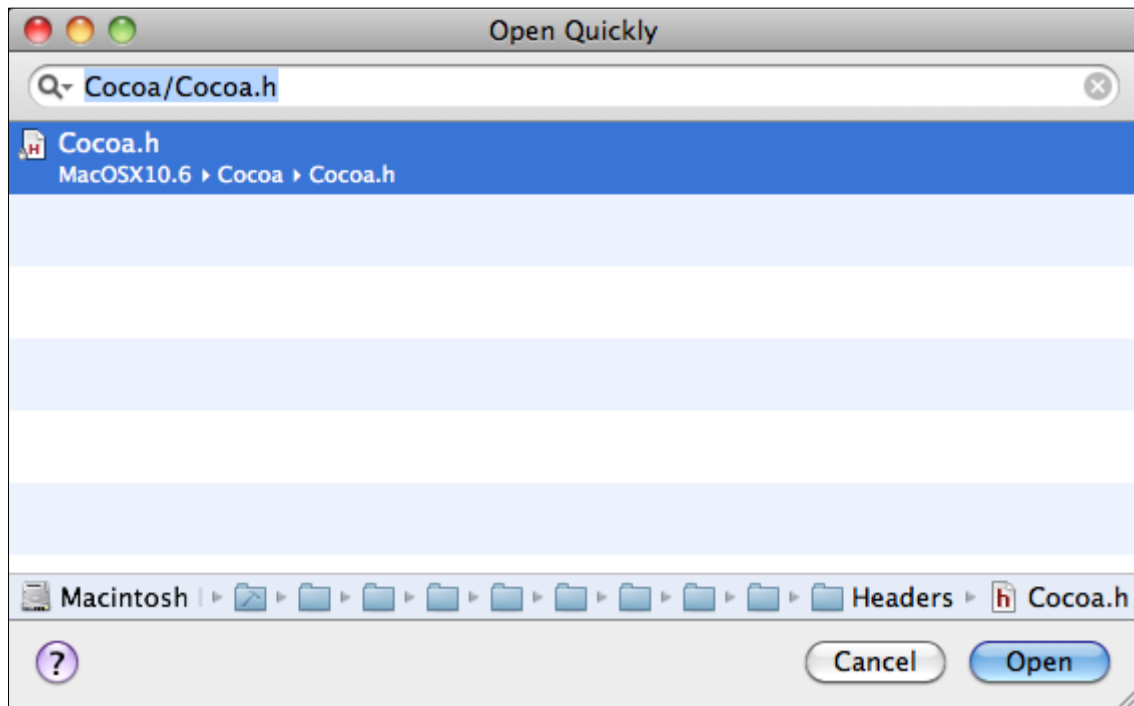 Open Quickly
Cocoa/Cocoa.h
H Cocoa.h
MacOSX10.6 ▸ Cocoa ▸ Cocoa.h
Macintosh ▸ ▸ ▸ ▸ ▸ ▸ ▸ ▸ ▸ ▸ Headers ▸ h Cocoa.h
? Cancel Open